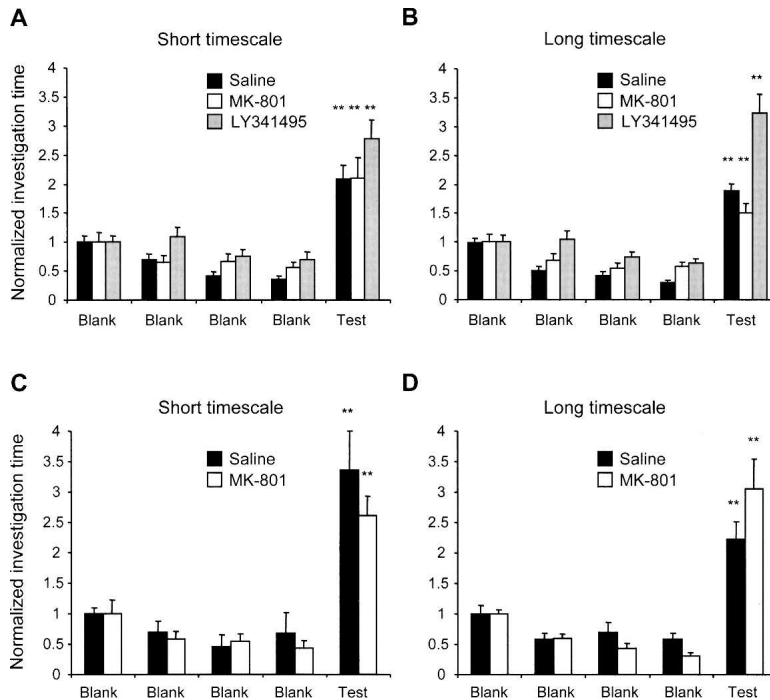 A
Short timescale
Normalized investigation time
4
3.5
3
2.5
2
1.5
1
0.5
0
Saline
MK-801
LY341495
** ** **
Blank Blank Blank Blank Test
B
Long timescale
4
3.5
3
2.5
2
1.5
1
0.5
0
Saline
MK-801
LY341495
**
** **
Blank Blank Blank Blank Test
C
Short timescale
Normalized investigation time
4
3.5
3
2.5
2
1.5
1
0.5
0
Saline
MK-801
**
**
Blank Blank Blank Blank Test
D
Long timescale
4
3.5
3
2.5
2
1.5
1
0.5
0
Saline
MK-801
**
**
Blank Blank Blank Blank Test